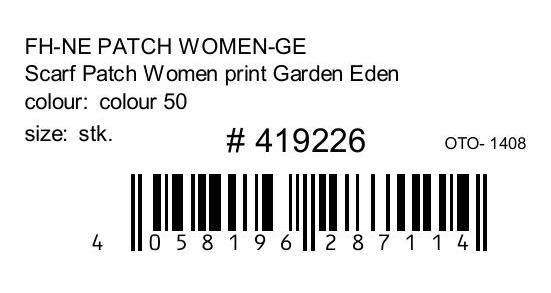 FH-NE PATCH WOMEN-GE
Scarf Patch Women print Garden Eden
colour: colour 50
size: stk.
# 419226
OTO- 1408
4 058196 287114